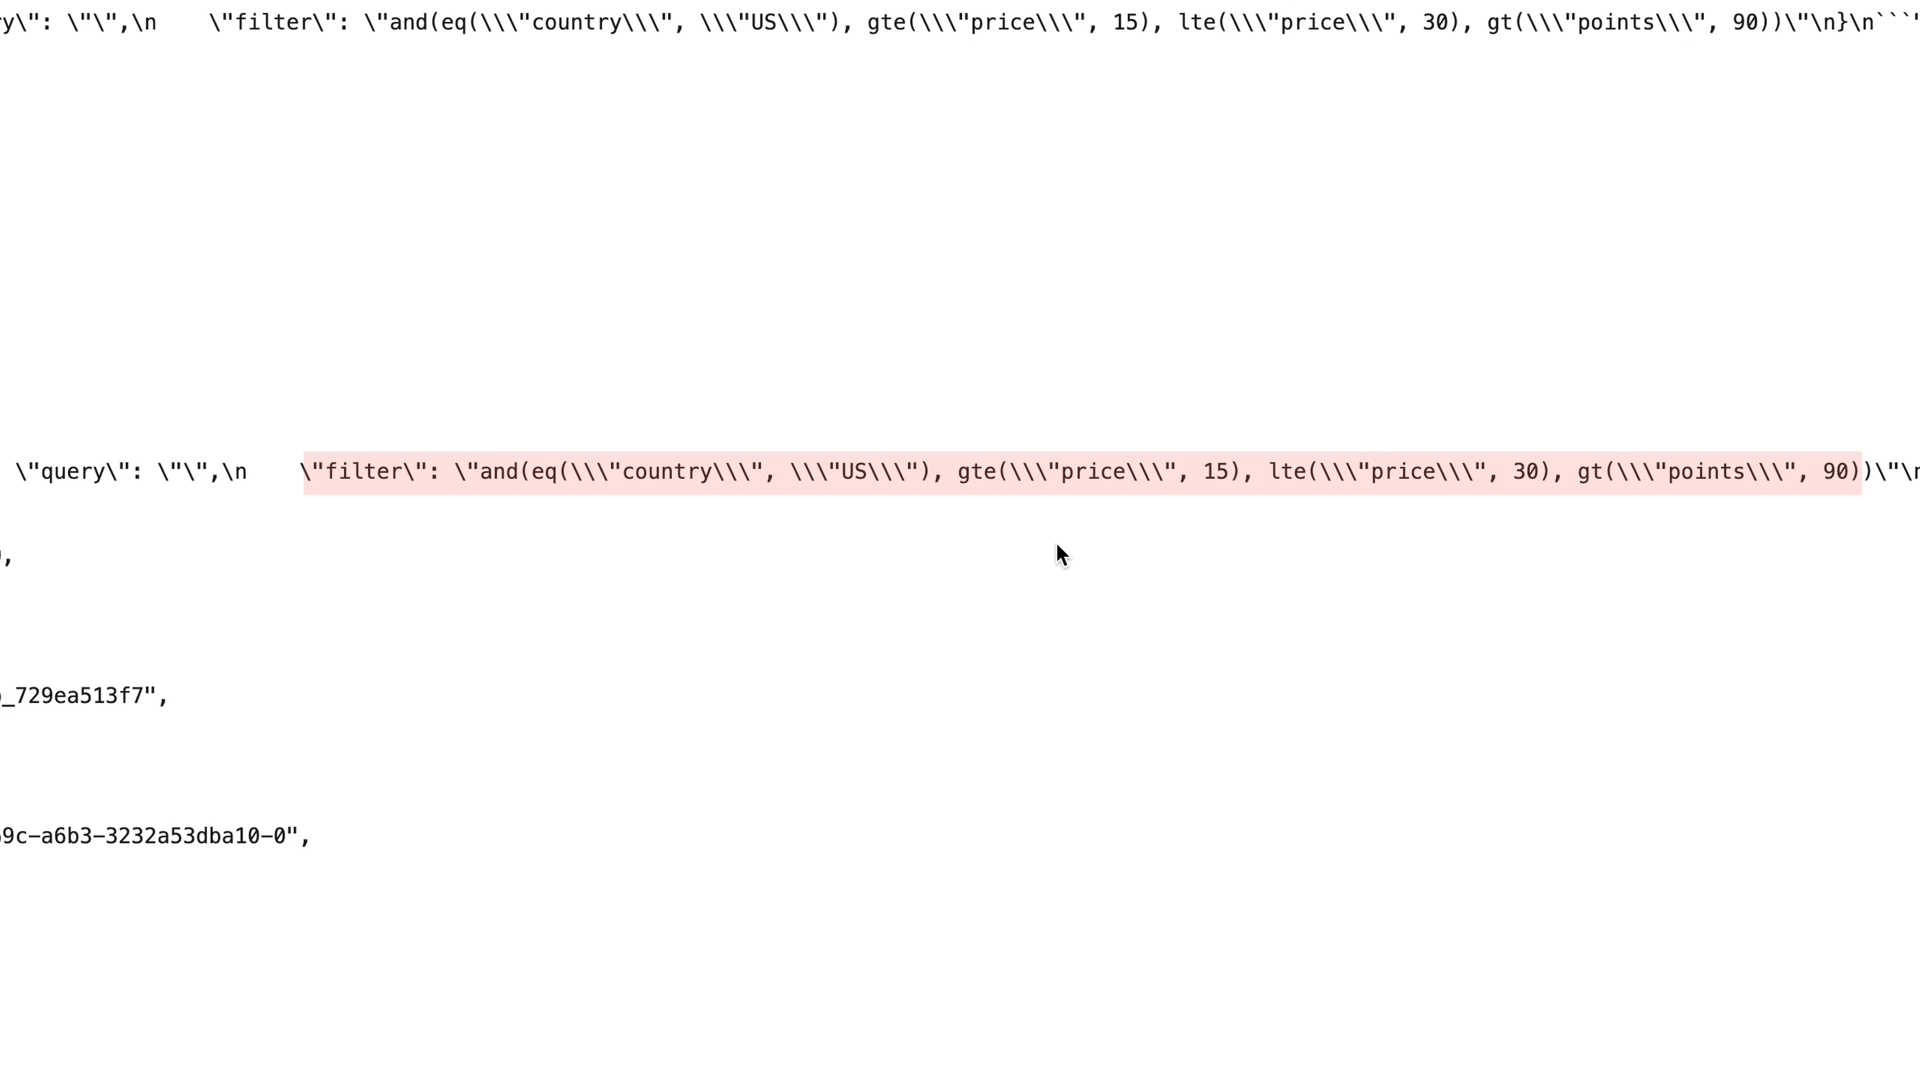 y\": \"\",\n    \"filter\": \"and(eq(\\\"country\\\", \\\"US\\\"), gte(\\\"price\\\", 15), lte(\\\"price\\\", 30), gt(\\\"points\\\", 90))\"\n}\n```"
\"query\": \"\",\n    \"filter\": \"and(eq(\\\"country\\\", \\\"US\\\"), gte(\\\"price\\\", 15), lte(\\\"price\\\", 30), gt(\\\"points\\\", 90))\"\n
,
_729ea513f7",
9c-a6b3-3232a53dba10-0",